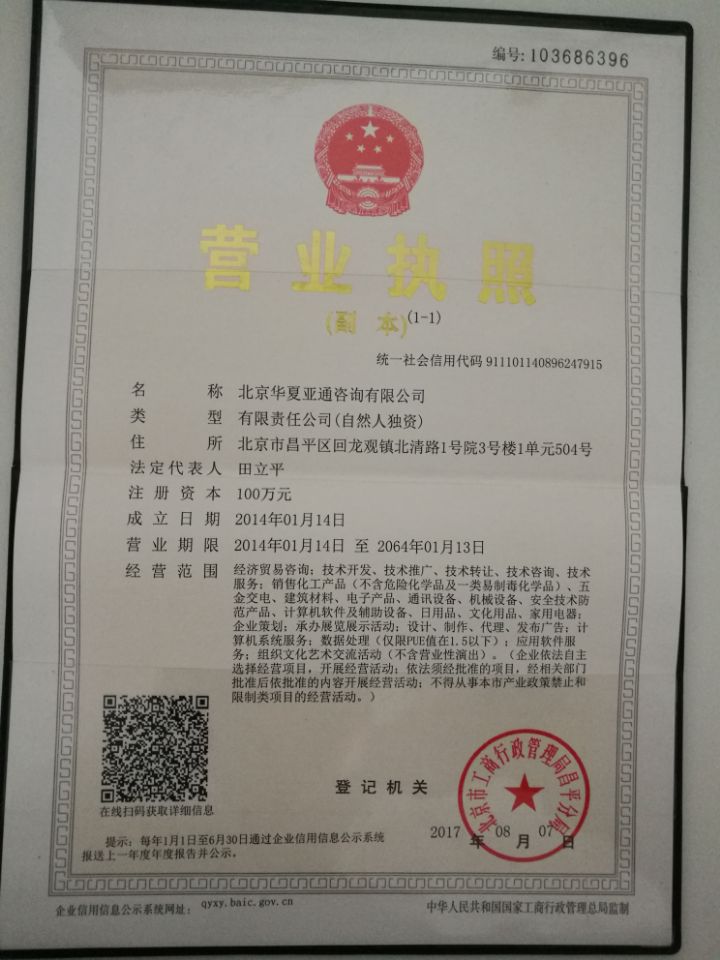 编号:103686396
营业执照
(副 本)(1-1)
统一社会信用代码 911101140896247915
名称 北京华夏亚通咨询有限公司
类型 有限责任公司(自然人独资)
住所 北京市昌平区回龙观镇北清路1号院3号楼1单元504号
法定代表人 田立平
注册资本 100万元
成立日期 2014年01月14日
营业期限 2014年01月14日 至 2064年01月13日
经营范围 经济贸易咨询；技术开发、技术推广、技术转让、技术咨询、技术
服务；销售化工产品（不含危险化学品及一类易制毒化学品）、五
金交电、建筑材料、电子产品、通讯设备、机械设备、安全技术防
范产品、计算机软件及辅助设备、日用品、文化用品、家用电器；
企业策划；承办展览展示活动；设计、制作、代理、发布广告；计
算机系统服务；数据处理（仅限PUE值在1.5以下）；应用软件服
务；组织文化艺术交流活动（不含营业性演出）。（企业依法自主
选择经营项目，开展经营活动；依法须经批准的项目，经相关部门
批准后依批准的内容开展经营活动；不得从事本市产业政策禁止和
限制类项目的经营活动。）
在线扫码获取详细信息
登记机关
北京市工商行政管理局昌平分局
2017年08月07日
提示：每年1月1日至6月30日通过企业信用信息公示系统
报送上一年度年度报告并公示。
企业信用信息公示系统网址： qyxy.baic.gov.cn
中华人民共和国国家工商行政管理总局监制